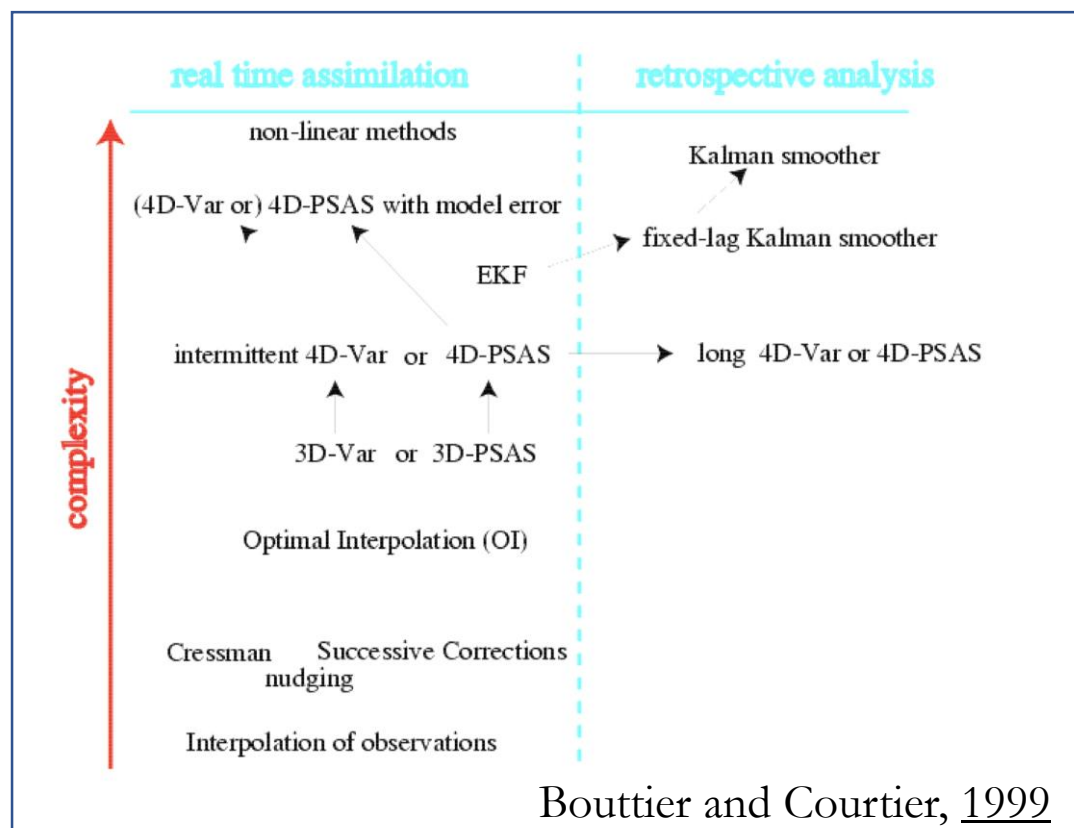 real time assimilation
retrospective analysis
complexity
non-linear methods
Kalman smoother
(4D-Var or) 4D-PSAS with model error
fixed-lag Kalman smoother
EKF
intermittent 4D-Var or 4D-PSAS
long 4D-Var or 4D-PSAS
3D-Var or 3D-PSAS
Optimal Interpolation (OI)
Cressman
Successive Corrections
nudging
Interpolation of observations
Bouttier and Courtier, 1999